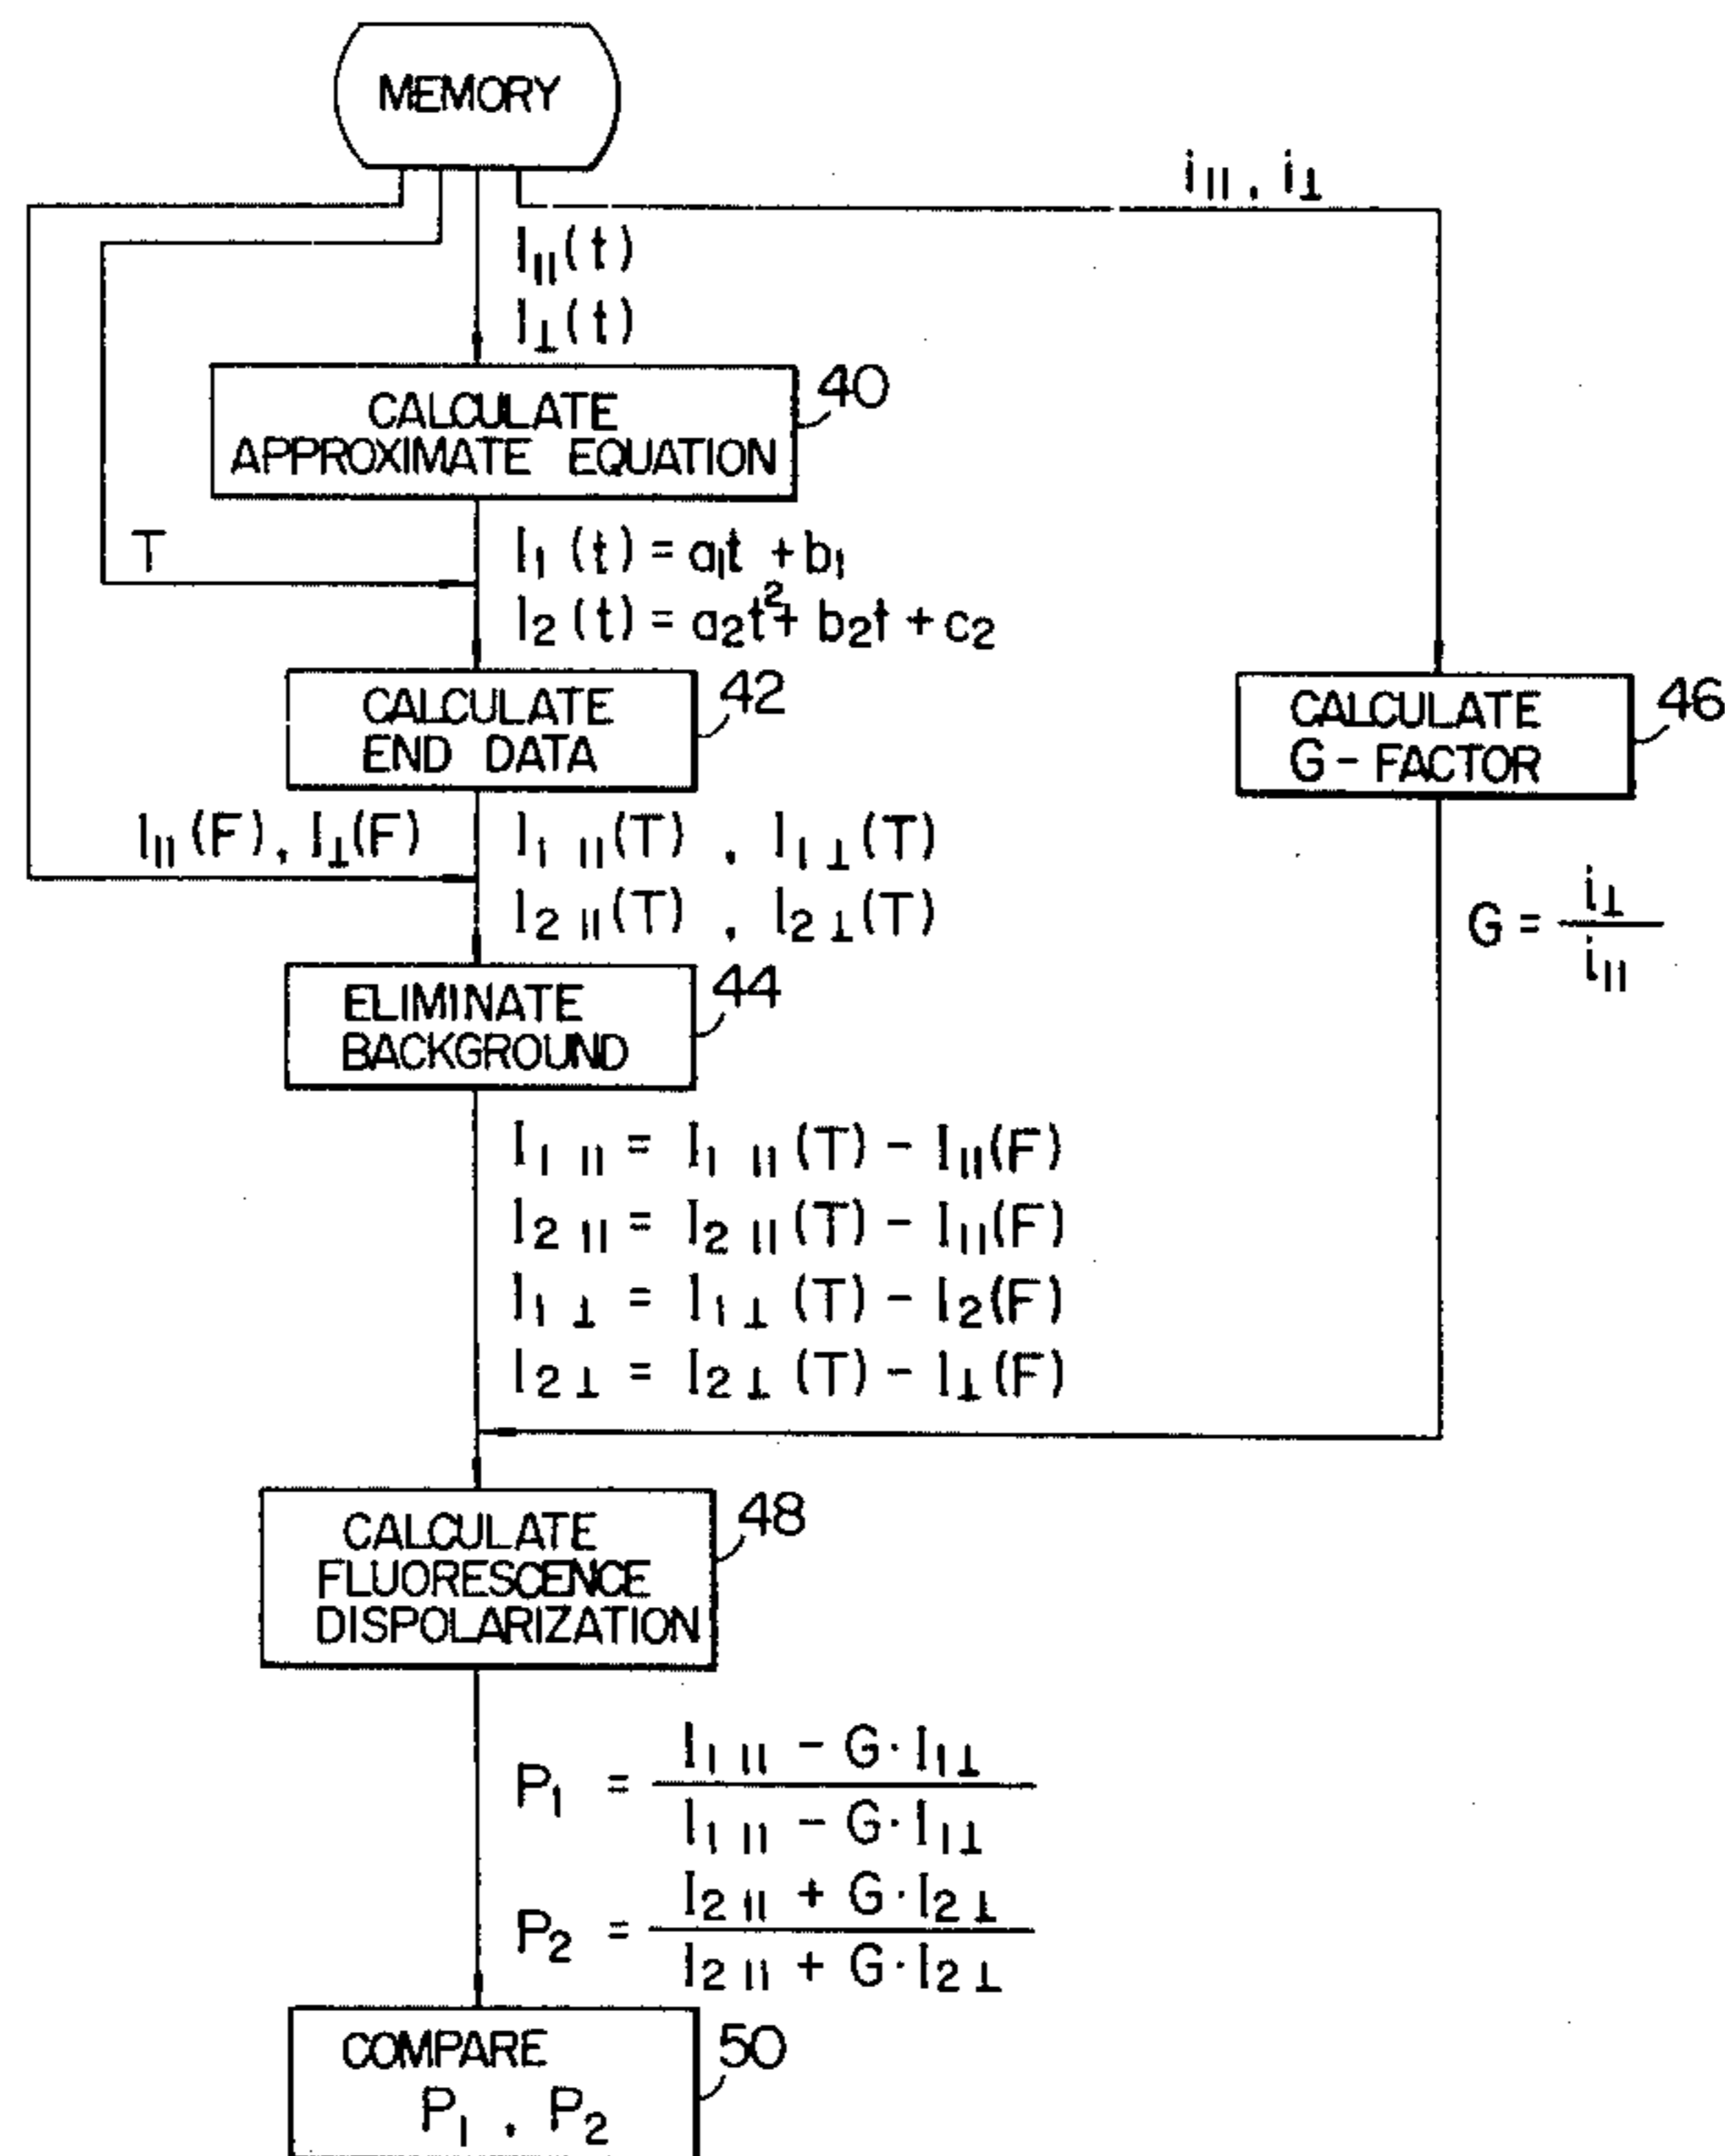 MEMORY
i∥, i⊥
I∥(t)
I⊥(t)
CALCULATE
APPROXIMATE EQUATION
40
T
I₁(t) = a₁t + b₁
I₂(t) = a₂t² + b₂t + c₂
CALCULATE
END DATA
42
CALCULATE
G-FACTOR
46
I∥(F), I⊥(F)
I₁∥(T), I₁⊥(T)
I₂∥(T), I₂⊥(T)
G = i⊥ / i∥
ELIMINATE
BACKGROUND
44
I₁∥ = I₁∥(T) - I∥(F)
I₂∥ = I₂∥(T) - I∥(F)
I₁⊥ = I₁⊥(T) - I₂(F)
I₂⊥ = I₂⊥(T) - I⊥(F)
CALCULATE
FLUORESCENCE
DISPOLARIZATION
48
P₁ = I₁∥ - G·I₁⊥ / I₁∥ - G·I₁⊥
P₂ = I₂∥ + G·I₂⊥ / I₂∥ + G·I₂⊥
COMPARE
P₁, P₂
50